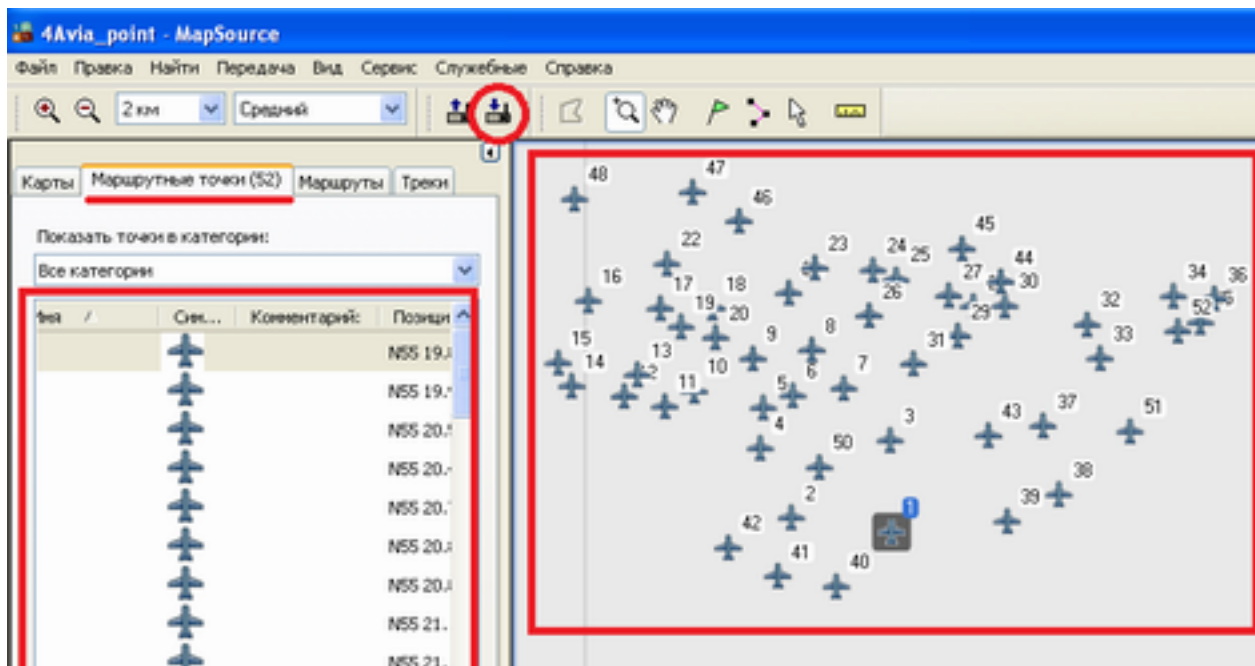 4Avia_point - MapSource
Файл Правка Найти Передача Вид Сервис Служебные Справка
2 км Средний
Карты Маршрутные точки (52) Маршруты Треки
Показать точки в категории:
Все категории
Имя Сим... Комментарий: Позици
N55 19.
N55 19.
N55 20.
N55 20.
N55 20.
N55 20.
N55 20.
N55 21.
N55 21.
48 47
46
45
22 23 24 25
44
16 17 18 27 30 34 36
19 20 26 29 32 52
15 9 8 31 33
14 13 10 6 7
12 11 5
4 3 43 37 51
50
38
2 39
42 1
41 40